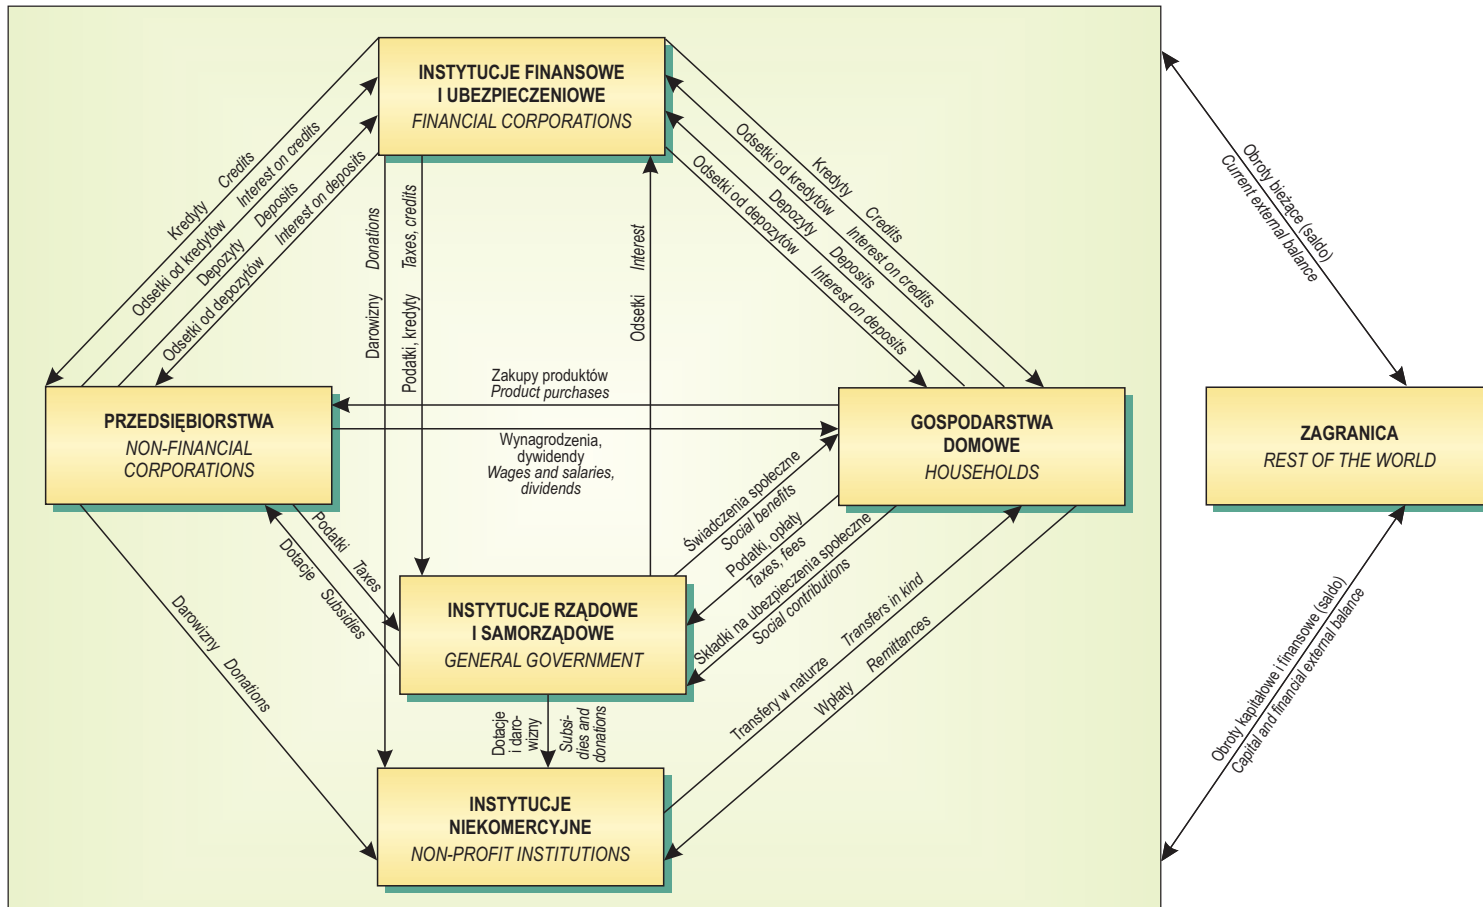 INSTYTUCJE FINANSOWE
I UBEZPIECZENIOWE
FINANCIAL CORPORATIONS
Kredyty Credits
Odsetki od kredytów Interest on credits
Depozyty Deposits
Odsetki od depozytów Interest on deposits
Darowizny Donations
Podatki, kredyty Taxes, credits
Odsetki Interest
Kredyty Credits
Odsetki od kredytów Interest on credits
Depozyty Deposits
Odsetki od depozytów Interest on deposits
Obroty bieżące (saldo)
Current external balance
PRZEDSIĘBIORSTWA
NON-FINANCIAL
CORPORATIONS
Zakupy produktów
Product purchases
Wynagrodzenia,
dywidendy
Wages and salaries,
dividends
GOSPODARSTWA
DOMOWE
HOUSEHOLDS
ZAGRANICA
REST OF THE WORLD
Podatki Taxes
Dotacje Subsidies
Darowizny Donations
Świadczenia społeczne
Social benefits
Podatki, opłaty
Taxes, fees
Składki na ubezpieczenia społeczne
Social contributions
INSTYTUCJE RZĄDOWE
I SAMORZĄDOWE
GENERAL GOVERNMENT
Transfery w naturze Transfers in kind
Wpłaty Remittances
Dotacje
i daro-
wizny
Subsi-
dies and
donations
Obroty kapitałowe i finansowe (saldo)
Capital and financial external balance
INSTYTUCJE
NIEKOMERCYJNE
NON-PROFIT INSTITUTIONS